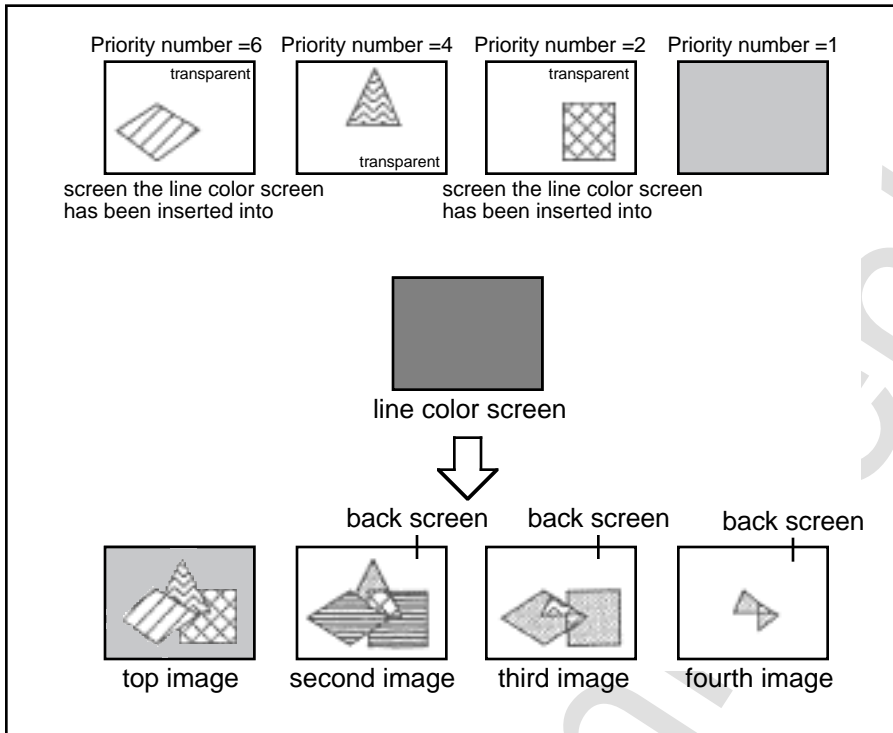 Priority number =6
Priority number =4
Priority number =2
Priority number =1
transparent
transparent
transparent
screen the line color screen
has been inserted into
screen the line color screen
has been inserted into
line color screen
back screen
back screen
back screen
top image
second image
third image
fourth image